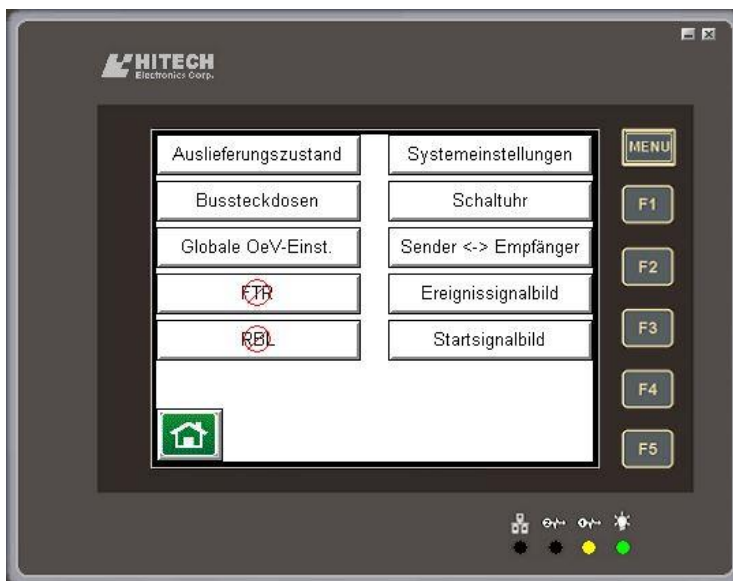 HITECH
Electronics Corp.
Auslieferungszustand
Systemeinstellungen
MENU
Bussteckdosen
Schaltuhr
F1
Globale OeV-Einst.
Sender <-> Empfänger
F2
FTR
Ereignissignalbild
F3
RBL
Startsignalbild
F4
F5